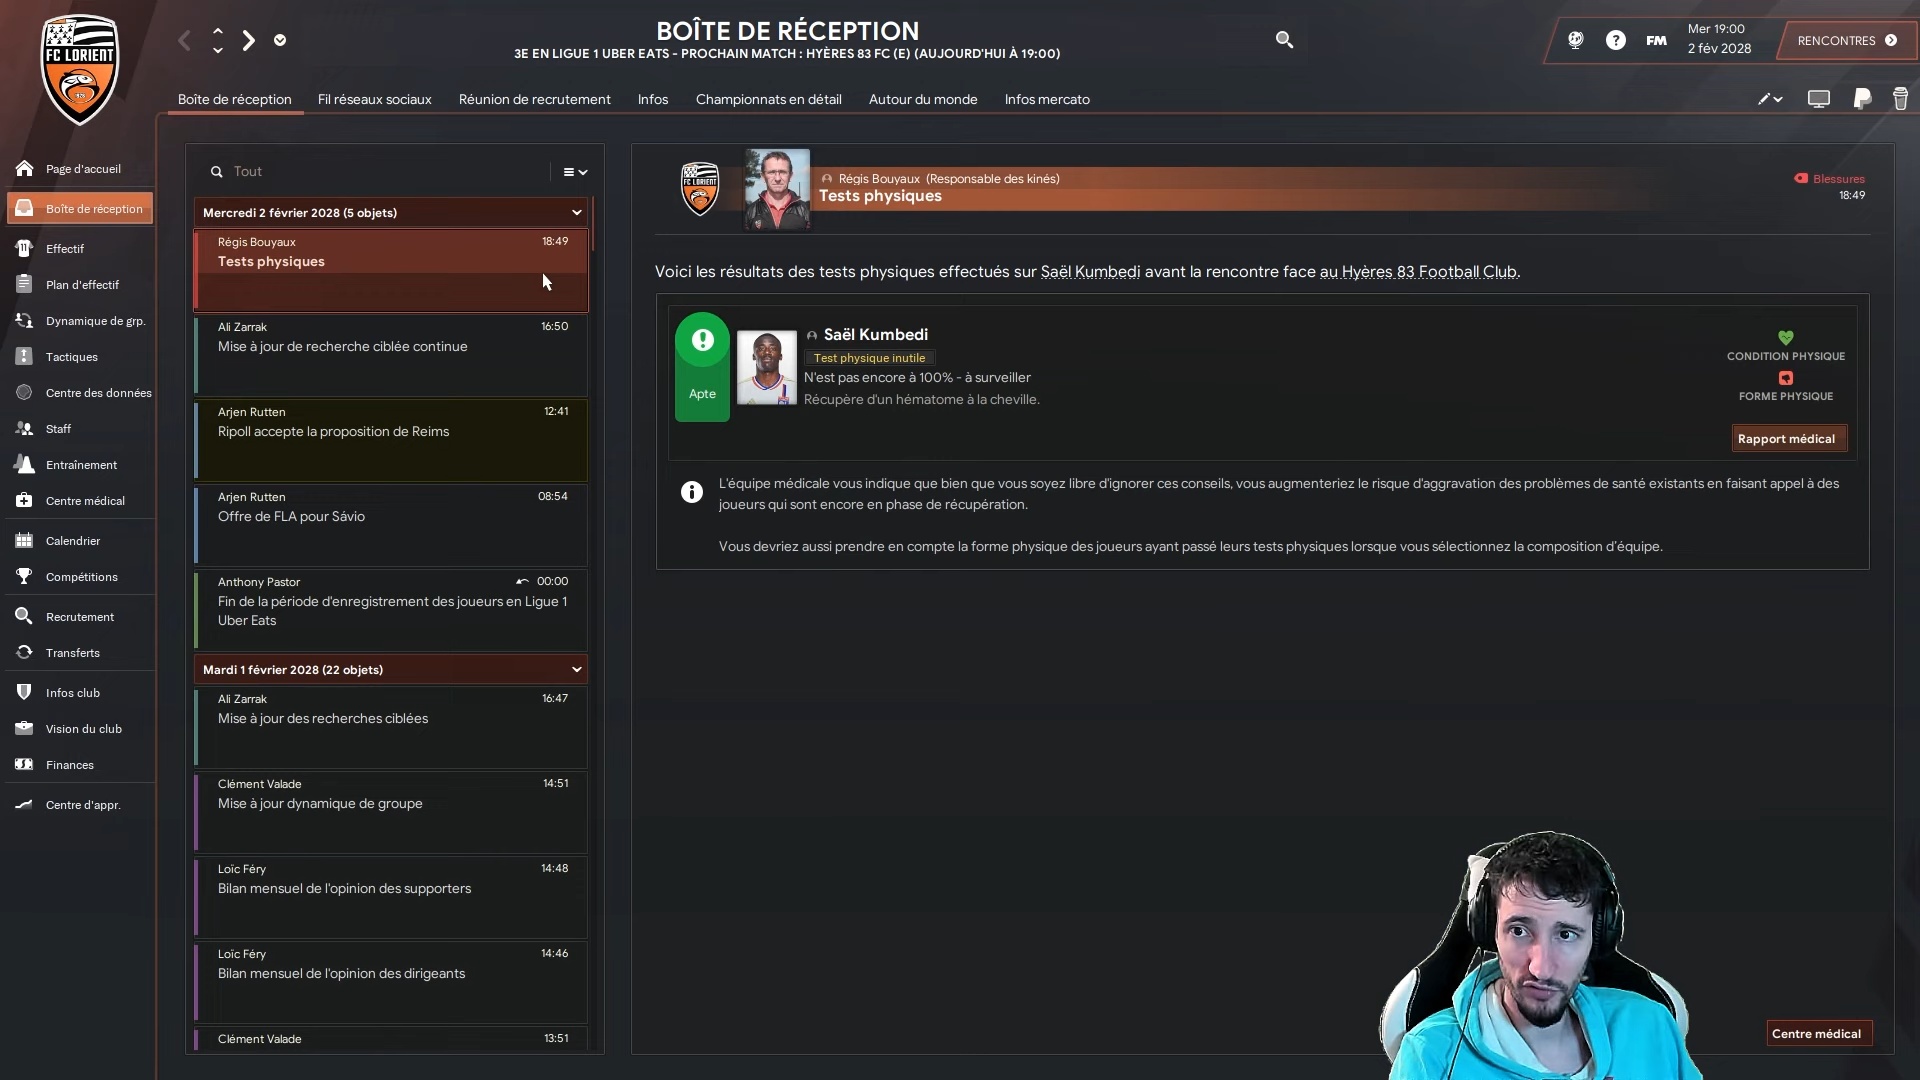 FC LORIENT
BOÎTE DE RÉCEPTION
3E EN LIGUE 1 UBER EATS - PROCHAIN MATCH : HYÈRES 83 FC (E) (AUJOURD'HUI À 19:00)
FM
Mer 19:00
2 fév 2028
RENCONTRES
Boîte de réception
Fil réseaux sociaux
Réunion de recrutement
Infos
Championnats en détail
Autour du monde
Infos mercato
Page d'accueil
Boîte de réception
Effectif
Plan d'effectif
Dynamique de grp.
Tactiques
Centre des données
Staff
Entraînement
Centre médical
Calendrier
Compétitions
Recrutement
Transferts
Infos club
Vision du club
Finances
Centre d'appr.
Tout
Mercredi 2 février 2028 (5 objets)
Régis Bouyaux 18:49
Tests physiques
Ali Zarrak 16:50
Mise à jour de recherche ciblée continue
Arjen Rutten 12:41
Ripoll accepte la proposition de Reims
Arjen Rutten 08:54
Offre de FLA pour Sávio
Anthony Pastor 00:00
Fin de la période d'enregistrement des joueurs en Ligue 1
Uber Eats
Mardi 1 février 2028 (22 objets)
Ali Zarrak 16:47
Mise à jour des recherches ciblées
Clément Valade 14:51
Mise à jour dynamique de groupe
Loïc Féry 14:48
Bilan mensuel de l'opinion des supporters
Loïc Féry 14:46
Bilan mensuel de l'opinion des dirigeants
Clément Valade 13:51
FC LORIENT
Régis Bouyaux (Responsable des kinés)
Tests physiques
Blessures
18:49
Voici les résultats des tests physiques effectués sur Saël Kumbedi avant la rencontre face au Hyères 83 Football Club.
Apte
Saël Kumbedi
Test physique inutile
N'est pas encore à 100% - à surveiller
Récupère d'un hématome à la cheville.
CONDITION PHYSIQUE
FORME PHYSIQUE
Rapport médical
L'équipe médicale vous indique que bien que vous soyez libre d'ignorer ces conseils, vous augmenteriez le risque d'aggravation des problèmes de santé existants en faisant appel à des
joueurs qui sont encore en phase de récupération.
Vous devriez aussi prendre en compte la forme physique des joueurs ayant passé leurs tests physiques lorsque vous sélectionnez la composition d'équipe.
Centre médical